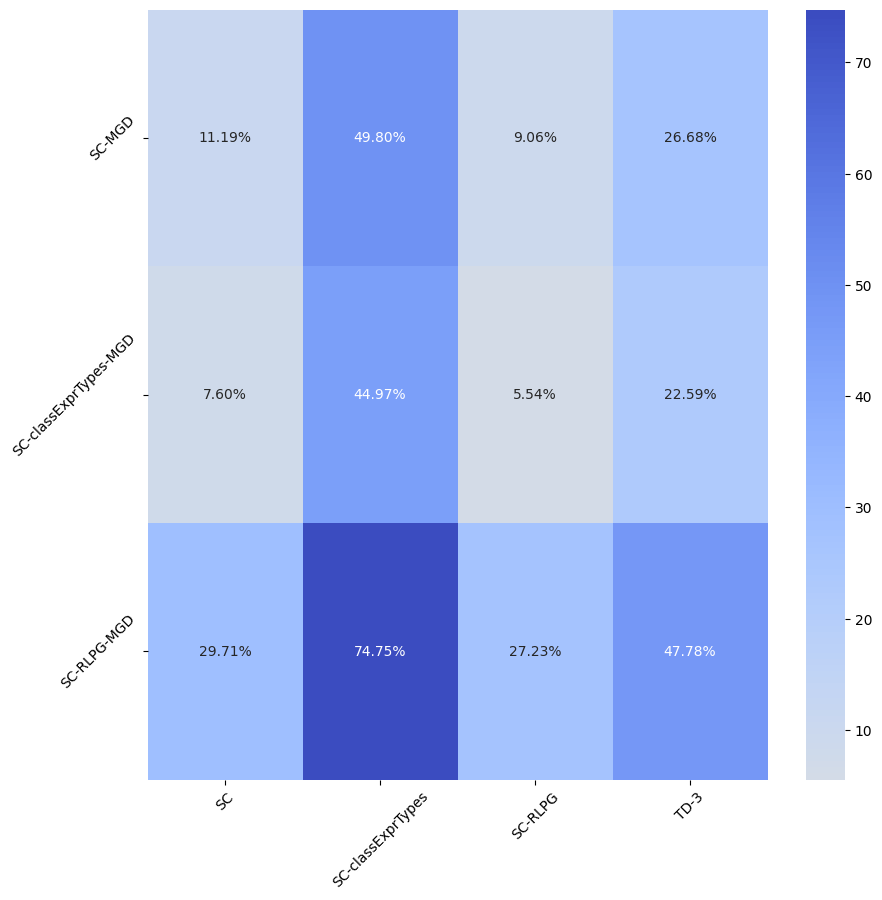 SC-MGD
11.19% 49.80% 9.06% 26.68%
SC-classExprTypes-MGD
7.60% 44.97% 5.54% 22.59%
SC-RLPG-MGD
29.71% 74.75% 27.23% 47.78%
SC
SC-classExprTypes
SC-RLPG
TD-3
70
60
50
40
30
20
10